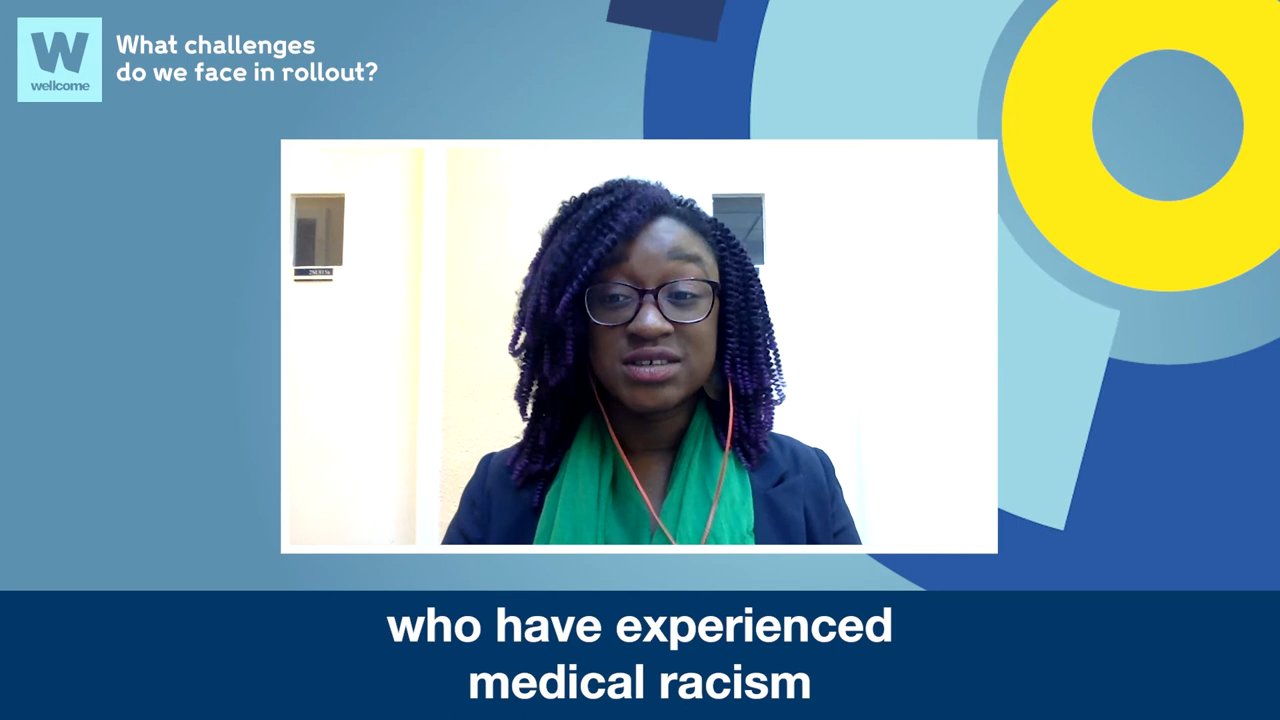 W
wellcome
What challenges
do we face in rollout?
who have experienced
medical racism